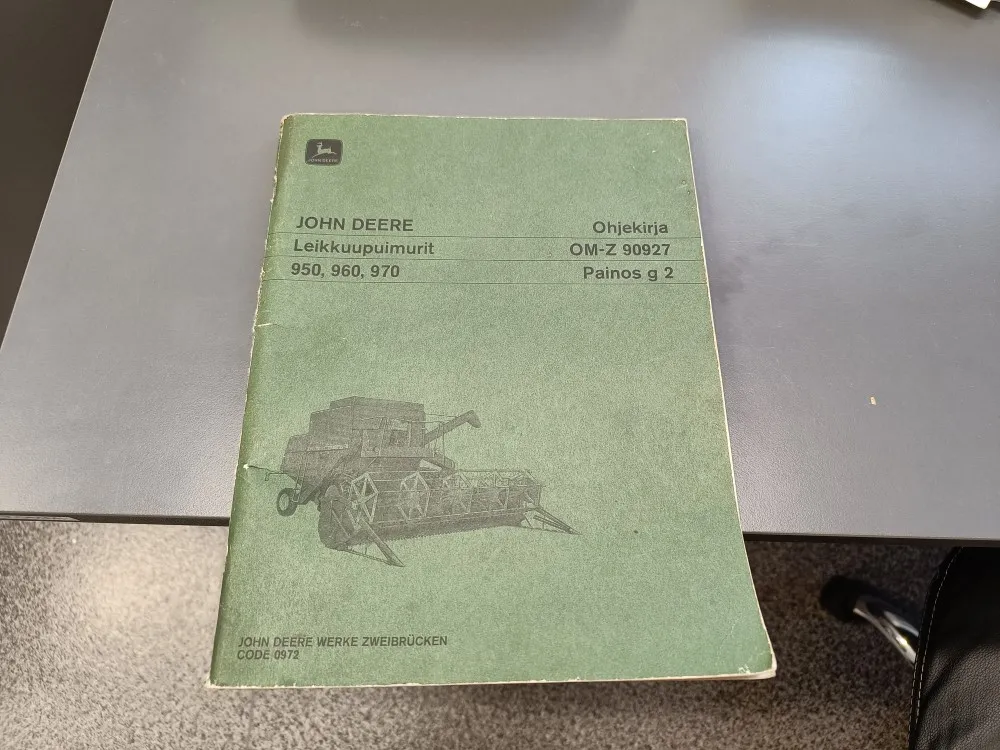 JOHN DEERE
JOHN DEERE
Ohjekirja
Leikkuupuimurit
OM-Z 90927
950, 960, 970
Painos g 2
JOHN DEERE WERKE ZWEIBRÜCKEN
CODE 0972